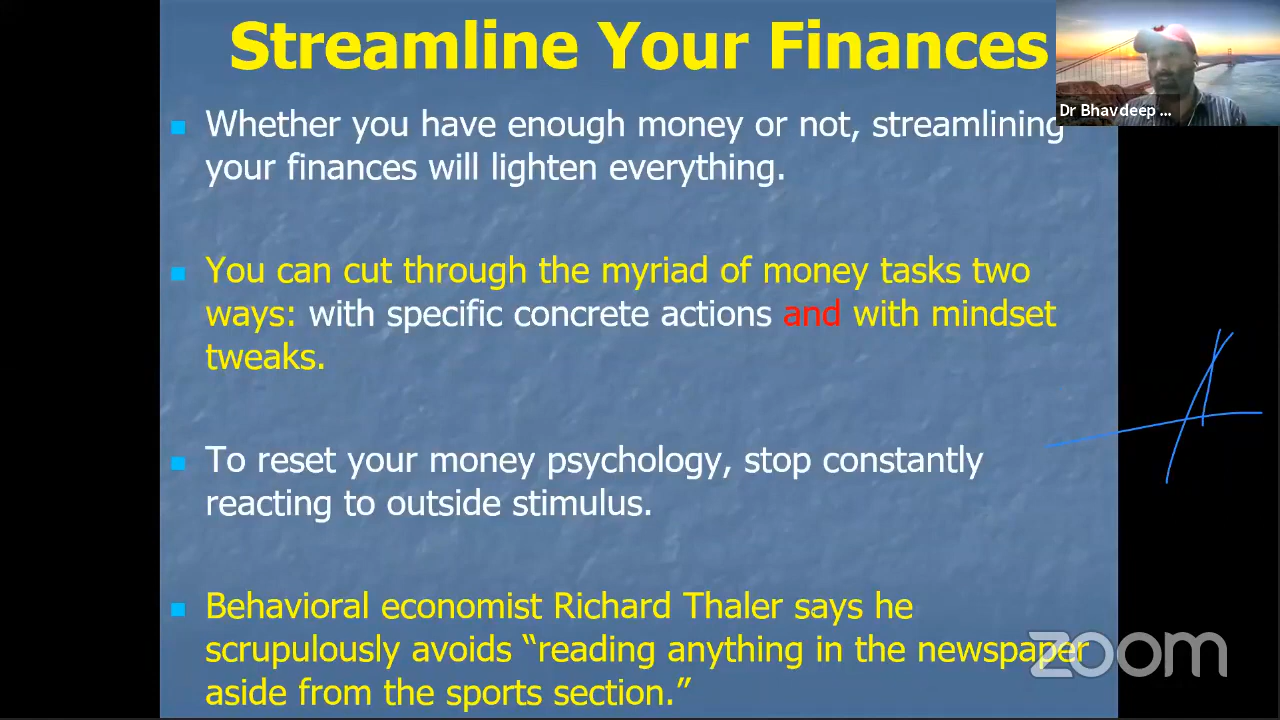 Streamline Your Finances
Dr Bhavdeep ...
Whether you have enough money or not, streamlining
your finances will lighten everything.
You can cut through the myriad of money tasks two
ways: with specific concrete actions and with mindset
tweaks.
To reset your money psychology, stop constantly
reacting to outside stimulus.
Behavioral economist Richard Thaler says he
scrupulously avoids “reading anything in the newspaper
aside from the sports section.”
zoom